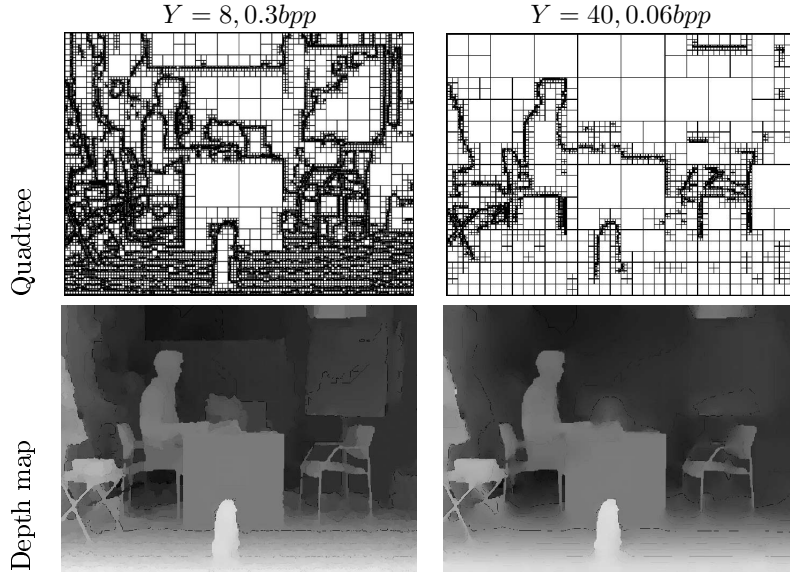 Y = 8, 0.3bpp
Y = 40, 0.06bpp
Quadtree
Depth map